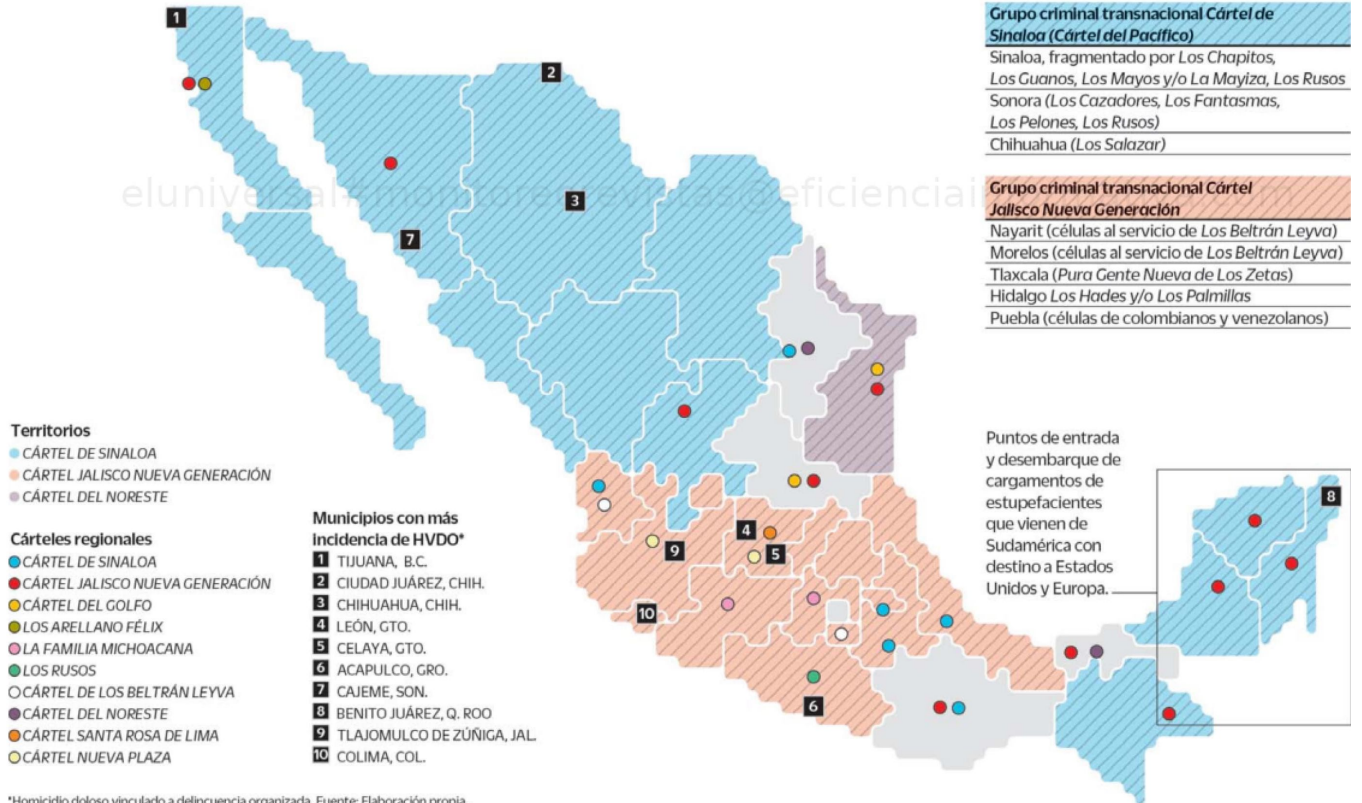 Grupo criminal transnacional Cártel de
Sinaloa (Cártel del Pacífico)
Sinaloa, fragmentado por Los Chapitos,
Los Guanos, Los Mayos y/o La Mayiza, Los Rusos
Sonora (Los Cazadores, Los Fantasmas,
Los Pelones, Los Rusos)
Chihuahua (Los Salazar)
Grupo criminal transnacional Cártel
Jalisco Nueva Generación
Nayarit (células al servicio de Los Beltrán Leyva)
Morelos (células al servicio de Los Beltrán Leyva)
Tlaxcala (Pura Gente Nueva de Los Zetas)
Hidalgo Los Hades y/o Los Palmillas
Puebla (células de colombianos y venezolanos)
1
2
3
7
4
5
9
10
6
8
Puntos de entrada
y desembarque de
cargamentos de
estupefacientes
que vienen de
Sudamérica con
destino a Estados
Unidos y Europa.
Territorios
CÁRTEL DE SINALOA
CÁRTEL JALISCO NUEVA GENERACIÓN
CÁRTEL DEL NORESTE
Cárteles regionales
CÁRTEL DE SINALOA
CÁRTEL JALISCO NUEVA GENERACIÓN
CÁRTEL DEL GOLFO
LOS ARELLANO FÉLIX
LA FAMILIA MICHOACANA
LOS RUSOS
CÁRTEL DE LOS BELTRÁN LEYVA
CÁRTEL DEL NORESTE
CÁRTEL SANTA ROSA DE LIMA
CÁRTEL NUEVA PLAZA
Municipios con más
incidencia de HVDO*
1 TIJUANA, B.C.
2 CIUDAD JUÁREZ, CHIH.
3 CHIHUAHUA, CHIH.
4 LEÓN, GTO.
5 CELAYA, GTO.
6 ACAPULCO, GRO.
7 CAJEME, SON.
8 BENITO JUÁREZ, Q. ROO
9 TLAJOMULCO DE ZÚÑIGA, JAL.
10 COLIMA, COL.
*Homicidio doloso vinculado a delincuencia organizada. Fuente: Elaboración propia